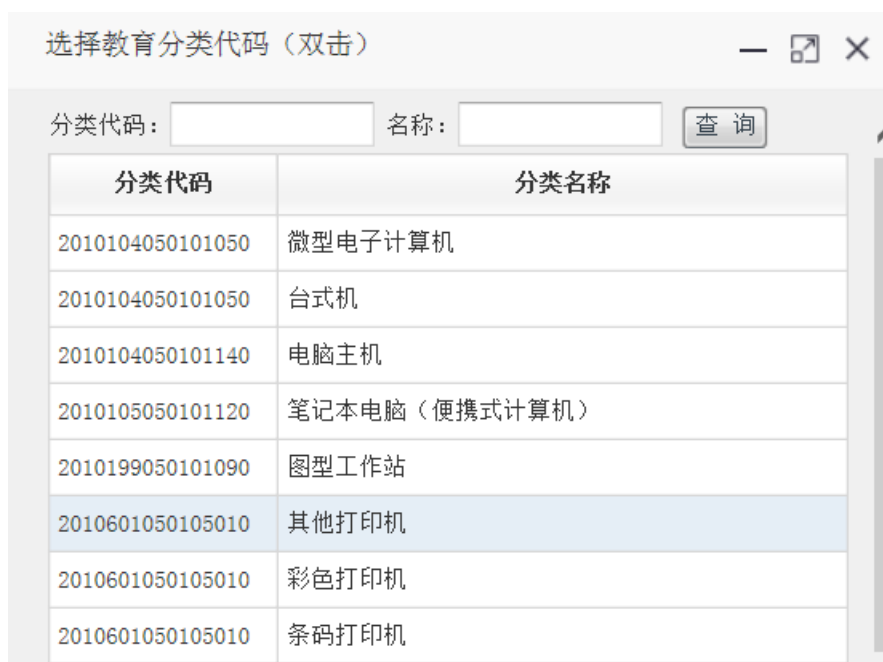 选择教育分类代码（双击）
分类代码： 名称： 查 询
分类代码 分类名称
2010104050101050 微型电子计算机
2010104050101050 台式机
2010104050101140 电脑主机
2010105050101120 笔记本电脑（便携式计算机）
2010199050101090 图型工作站
2010601050105010 其他打印机
2010601050105010 彩色打印机
2010601050105010 条码打印机